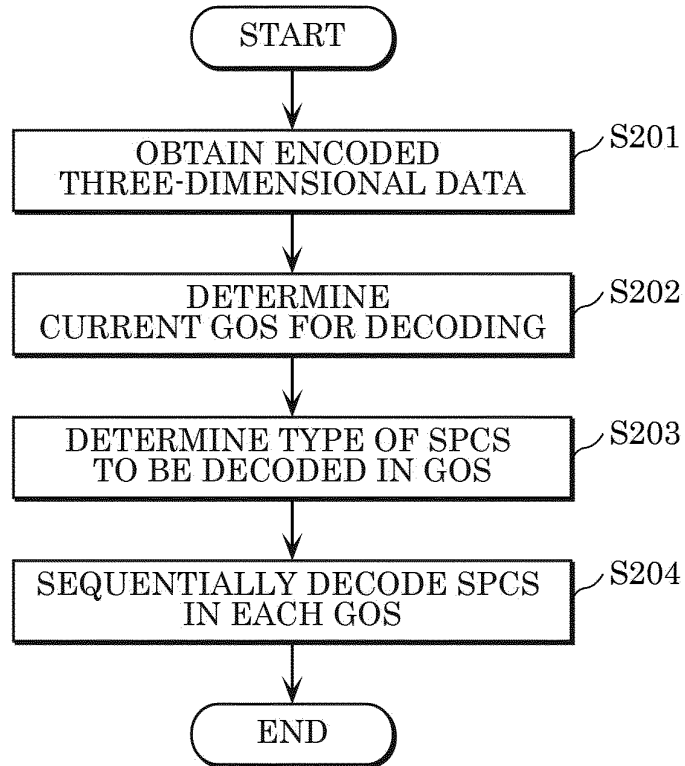 START
OBTAIN ENCODED
THREE-DIMENSIONAL DATA
S201
DETERMINE
CURRENT GOS FOR DECODING
S202
DETERMINE TYPE OF SPCS
TO BE DECODED IN GOS
S203
SEQUENTIALLY DECODE SPCS
IN EACH GOS
S204
END